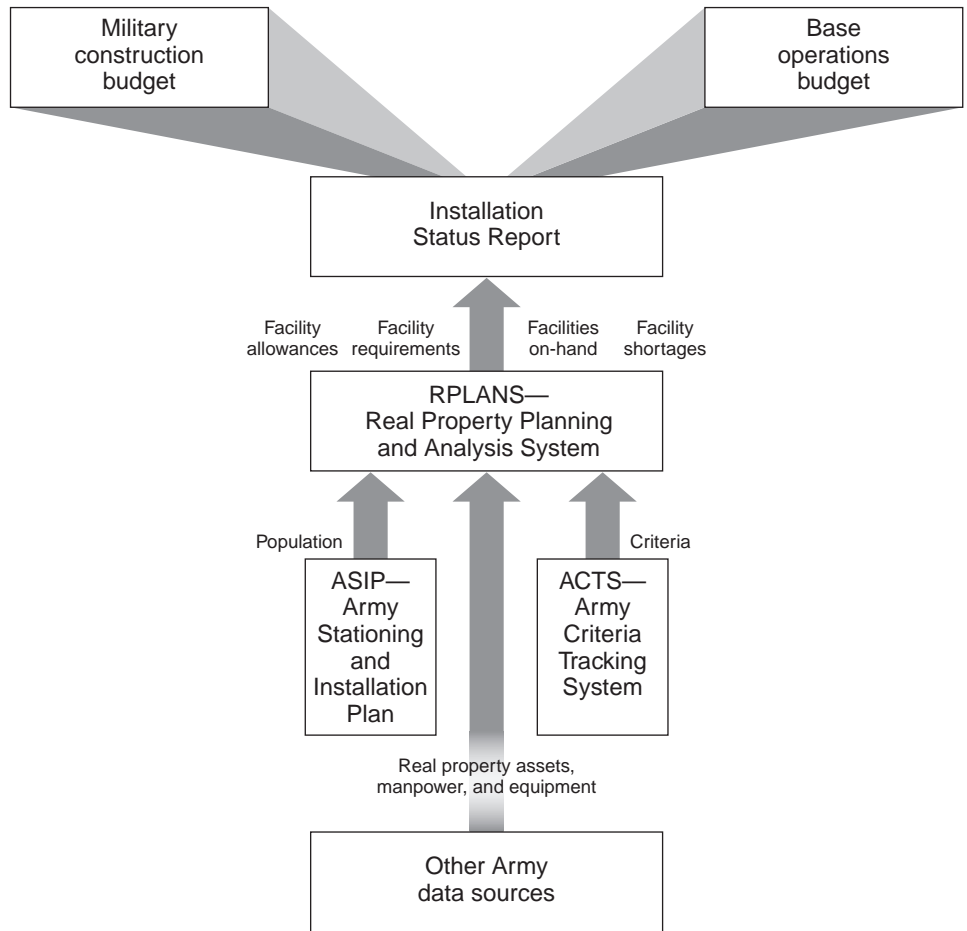 Military
construction
budget
Base
operations
budget
Installation
Status Report
Facility
allowances
Facility
requirements
Facilities
on-hand
Facility
shortages
RPLANS—
Real Property Planning
and Analysis System
Population
Criteria
ASIP—
Army
Stationing
and
Installation
Plan
ACTS—
Army
Criteria
Tracking
System
Real property assets,
manpower, and equipment
Other Army
data sources